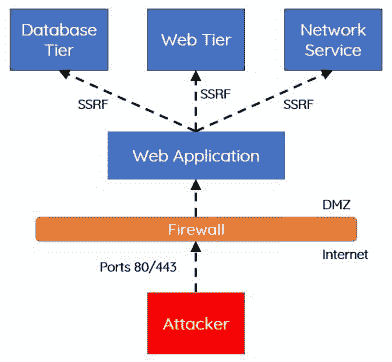 Database
Tier
Web Tier
Network
Service
SSRF
SSRF
SSRF
Web Application
DMZ
Firewall
Internet
Ports 80/443
Attacker